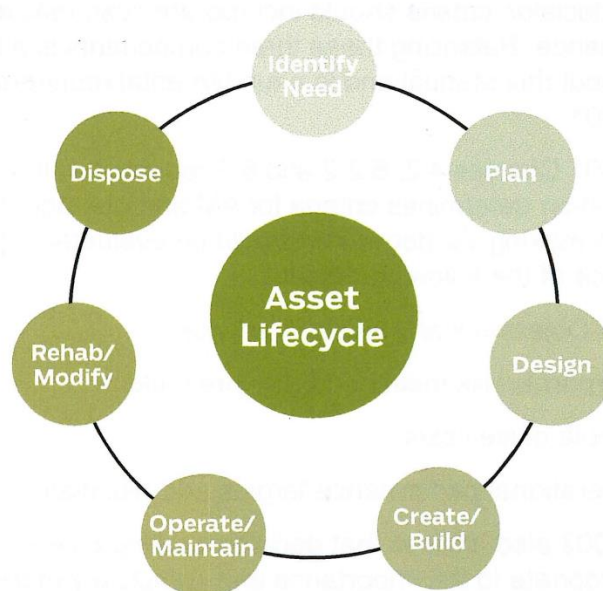 Identify
Need
Plan
Design
Create/
Build
Operate/
Maintain
Rehab/
Modify
Dispose
Asset
Lifecycle